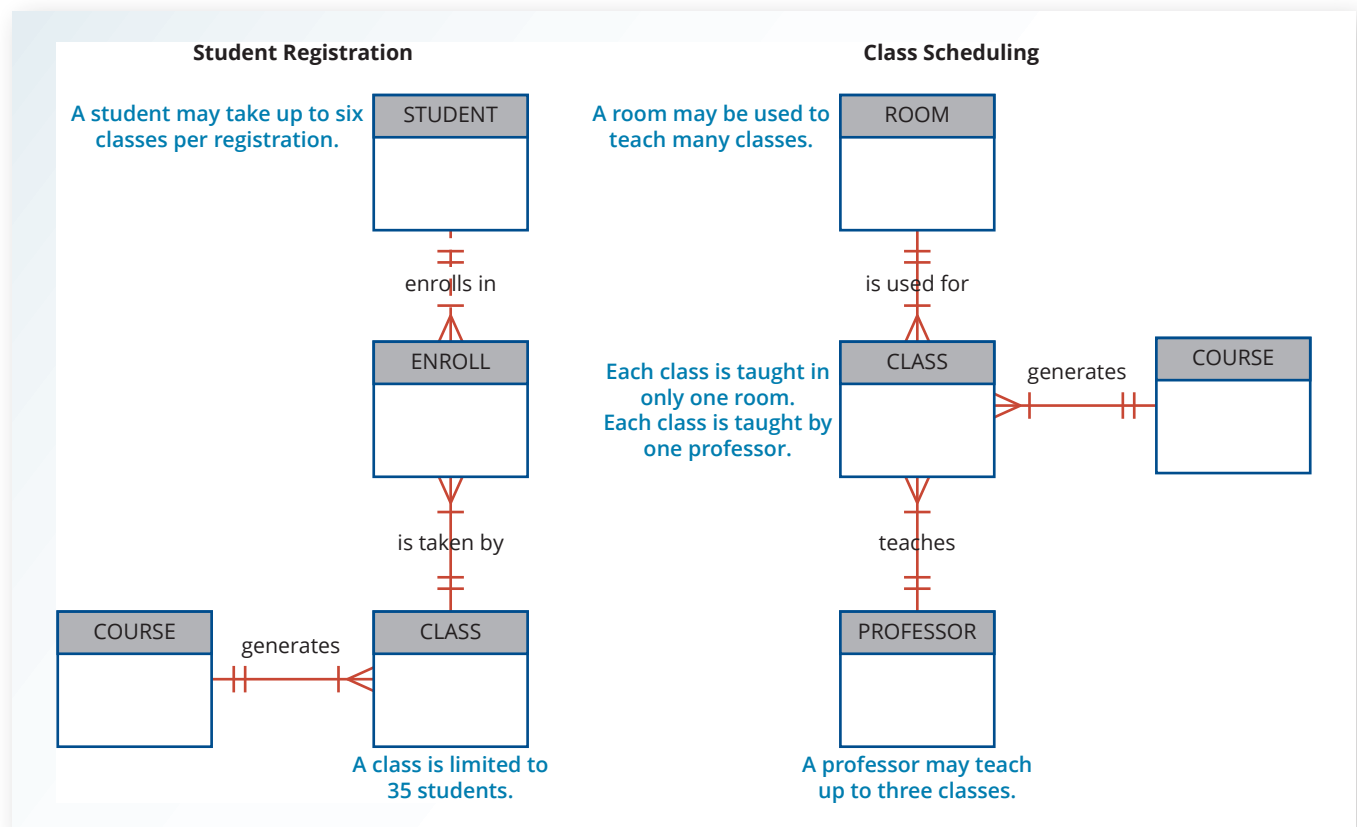 Student Registration
A student may take up to six
classes per registration.
STUDENT
enrolls in
ENROLL
is taken by
COURSE
generates
CLASS
A class is limited to
35 students.
Class Scheduling
A room may be used to
teach many classes.
ROOM
is used for
Each class is taught in
only one room.
Each class is taught by
one professor.
CLASS
generates
COURSE
teaches
PROFESSOR
A professor may teach
up to three classes.